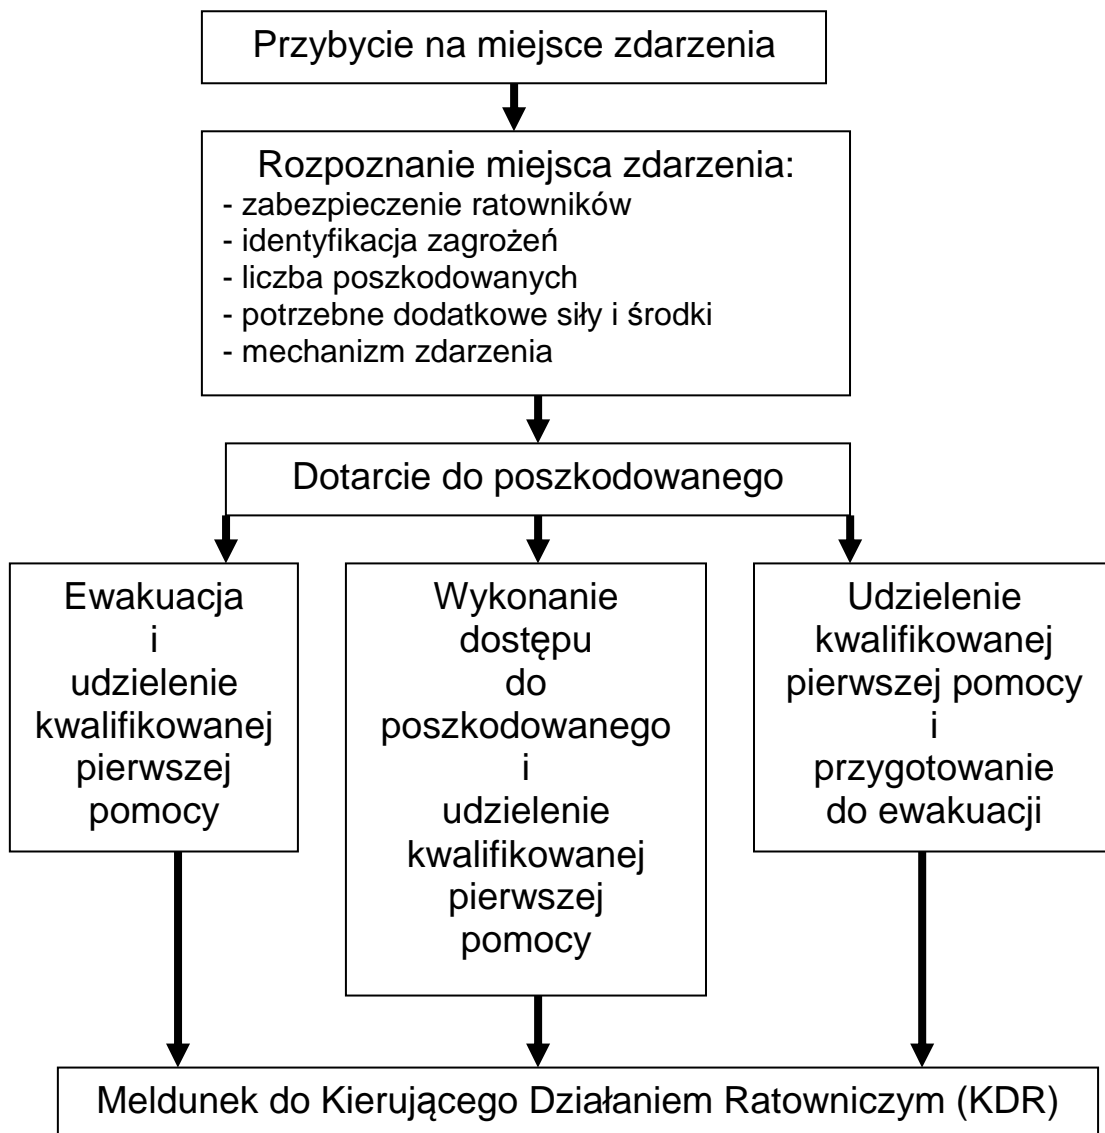 Przybycie na miejsce zdarzenia
Rozpoznanie miejsca zdarzenia:
- zabezpieczenie ratowników
- identyfikacja zagrożeń
- liczba poszkodowanych
- potrzebne dodatkowe siły i środki
- mechanizm zdarzenia
Dotarcie do poszkodowanego
Ewakuacja
i
udzielenie
kwalifikowanej
pierwszej
pomocy
Wykonanie
dostępu
do
poszkodowanego
i
udzielenie
kwalifikowanej
pierwszej
pomocy
Udzielenie
kwalifikowanej
pierwszej pomocy
i
przygotowanie
do ewakuacji
Meldunek do Kierującego Działaniem Ratowniczym (KDR)